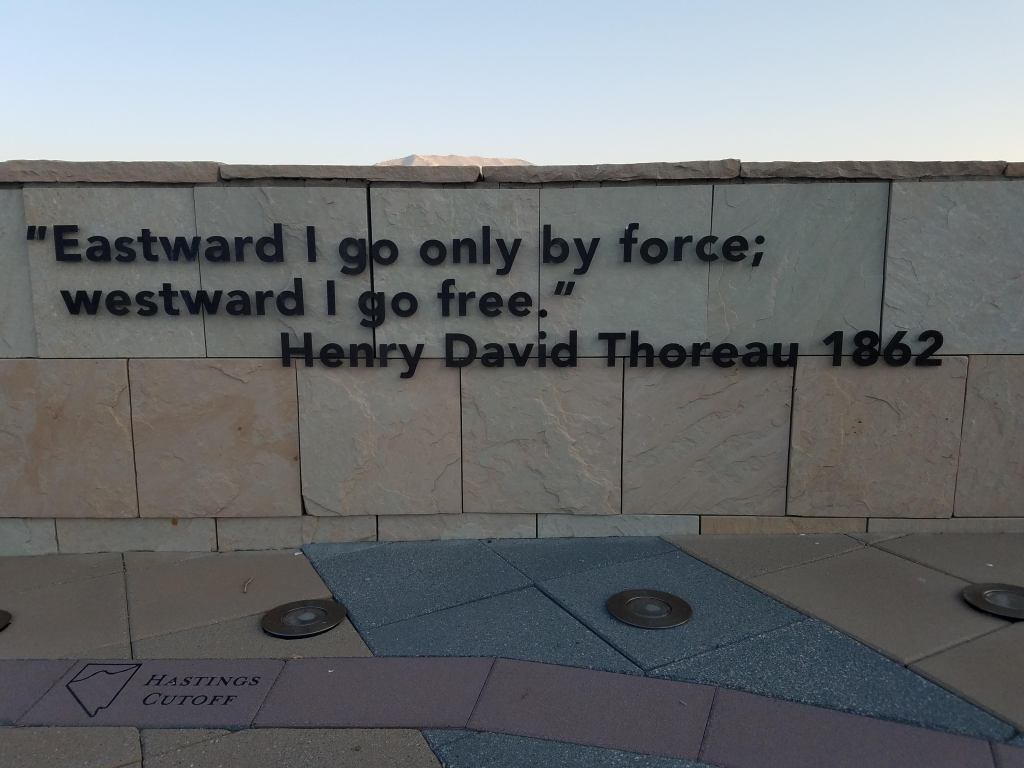 "Eastward I go only by force;
westward I go free."
Henry David Thoreau 1862
HASTINGS
CUTOFF